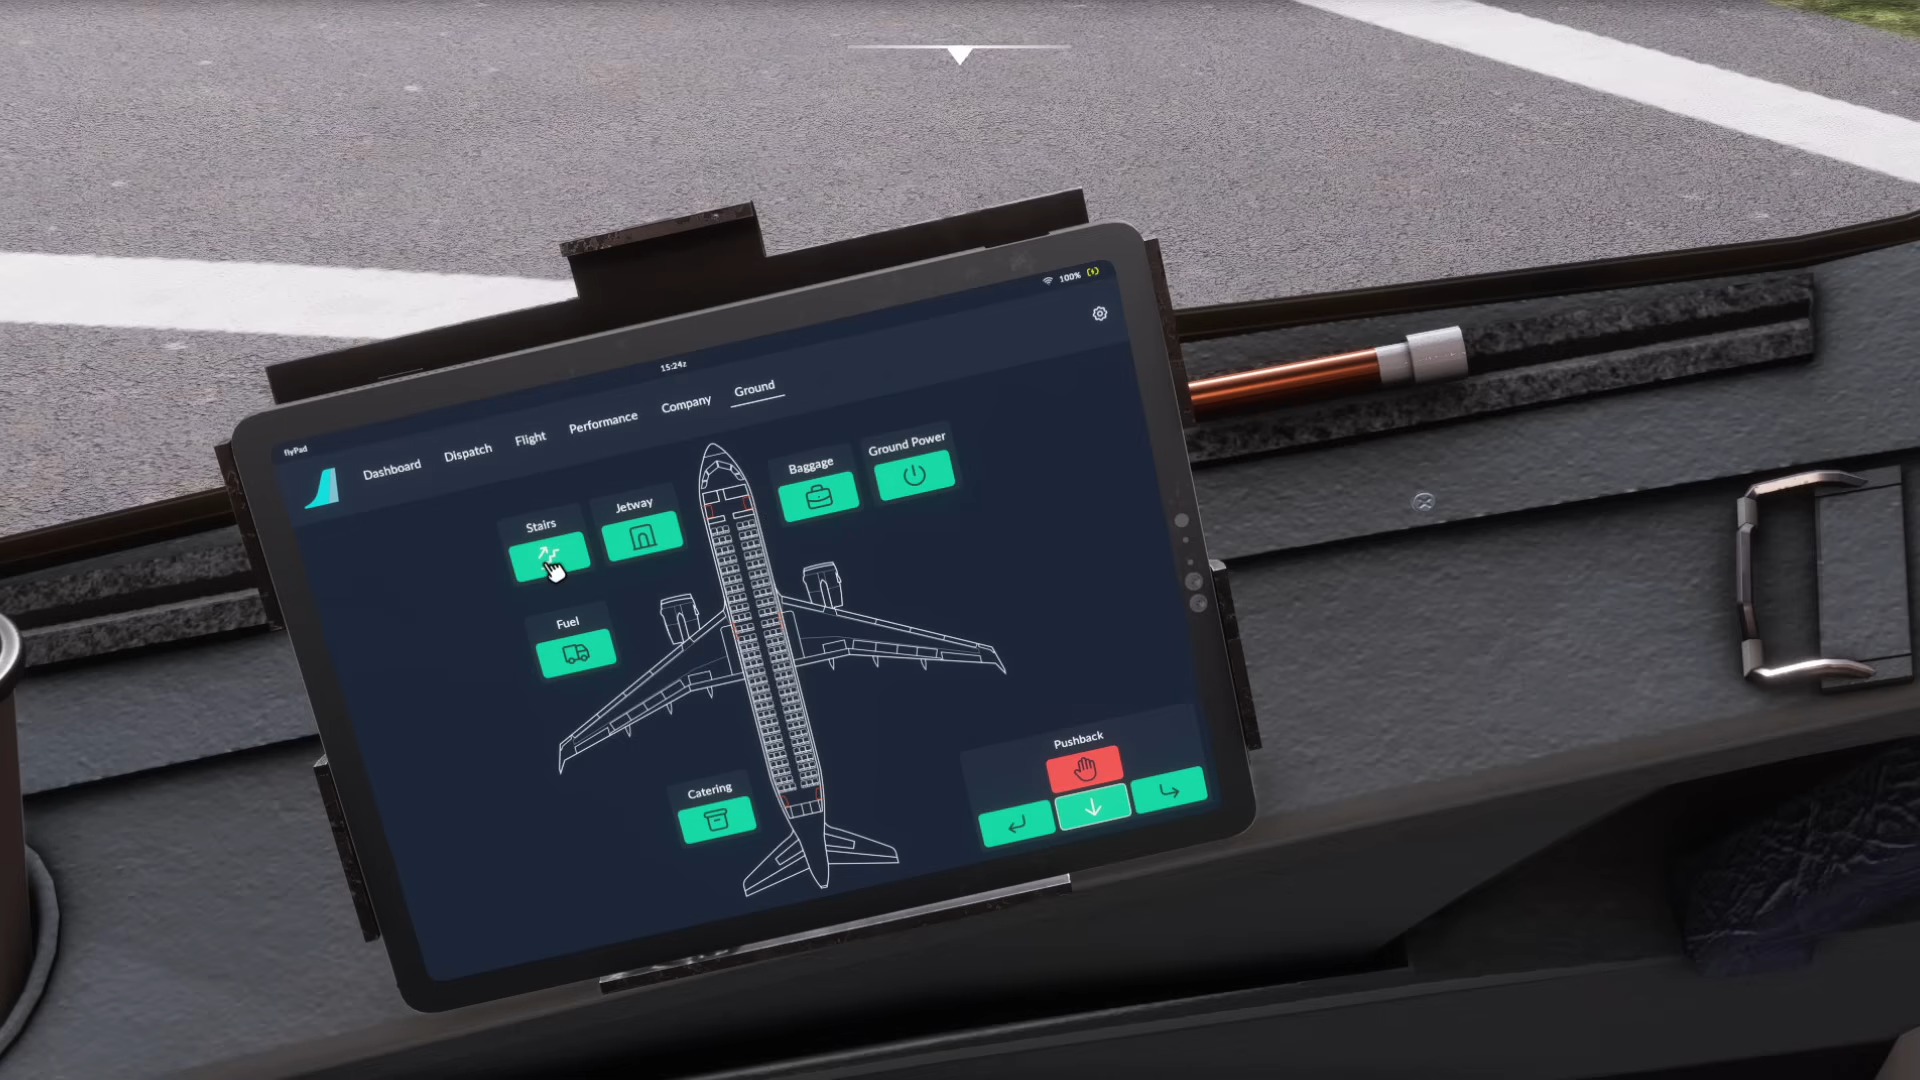 100%
15:24z
flyPad
Dashboard
Dispatch
Flight
Performance
Company
Ground
Stairs
Jetway
Baggage
Ground Power
Fuel
Catering
Pushback